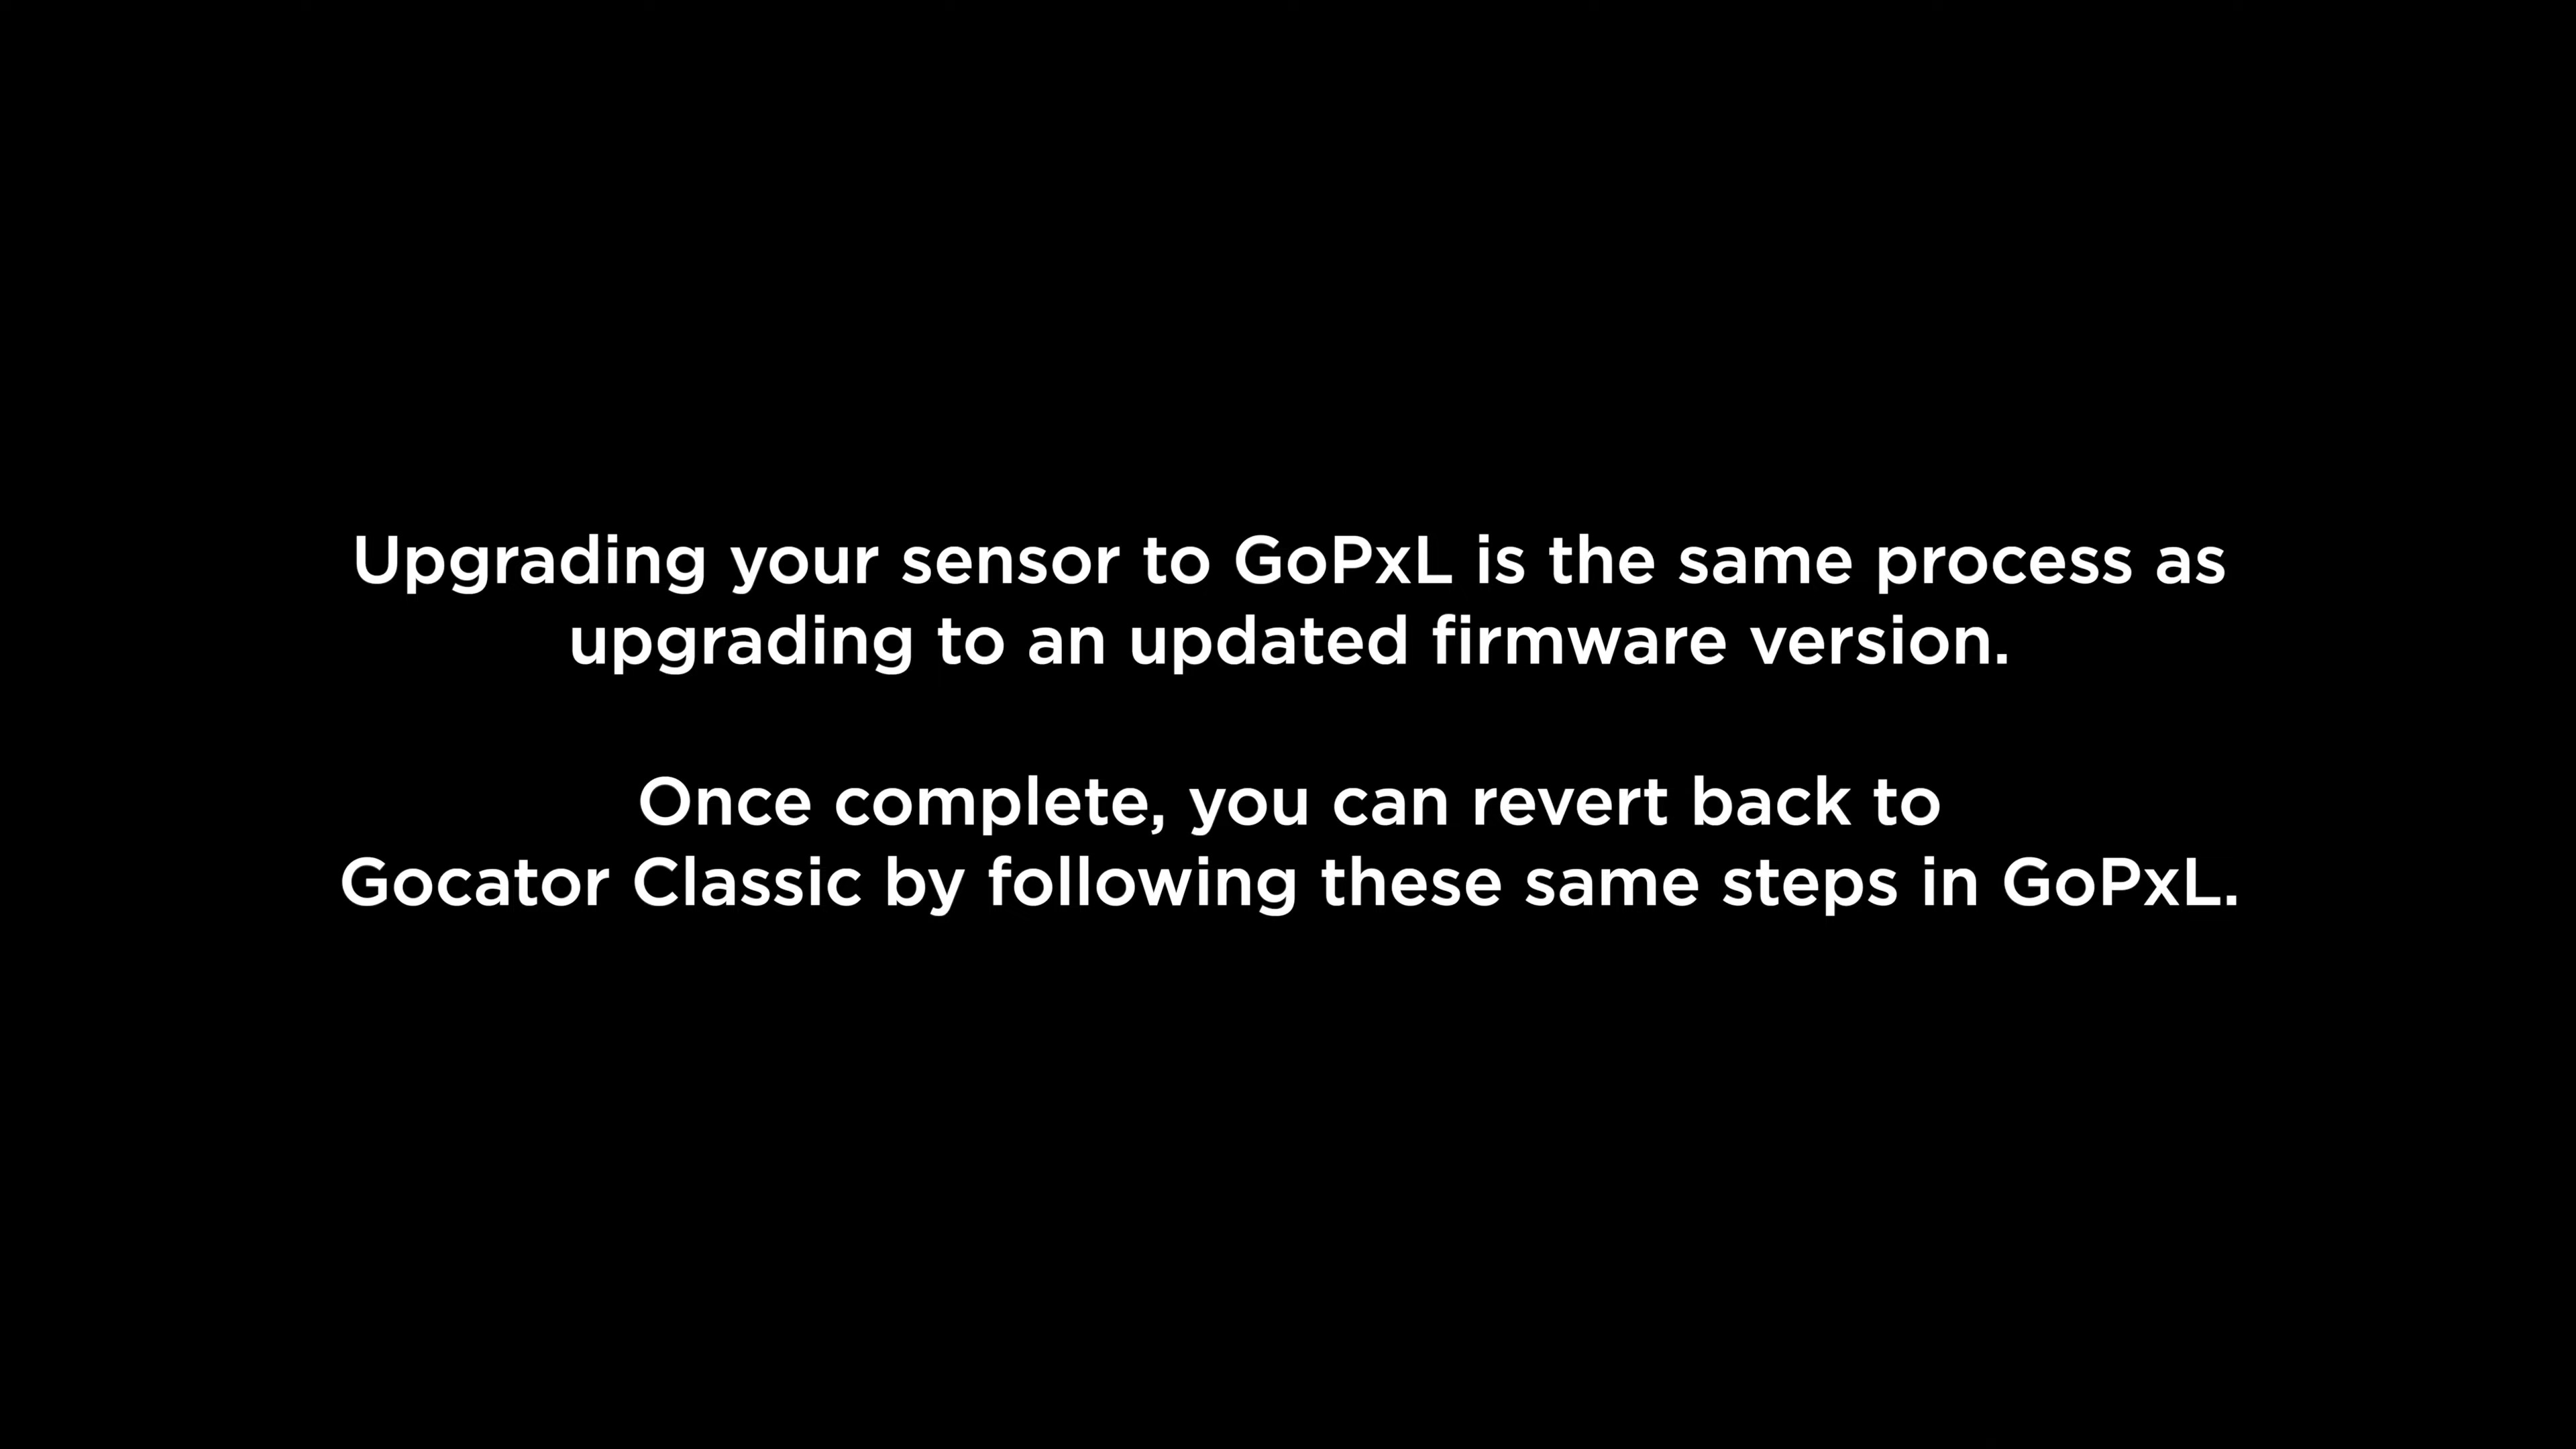 Upgrading your sensor to GoPxL is the same process as
upgrading to an updated firmware version.
Once complete, you can revert back to
Gocator Classic by following these same steps in GoPxL.